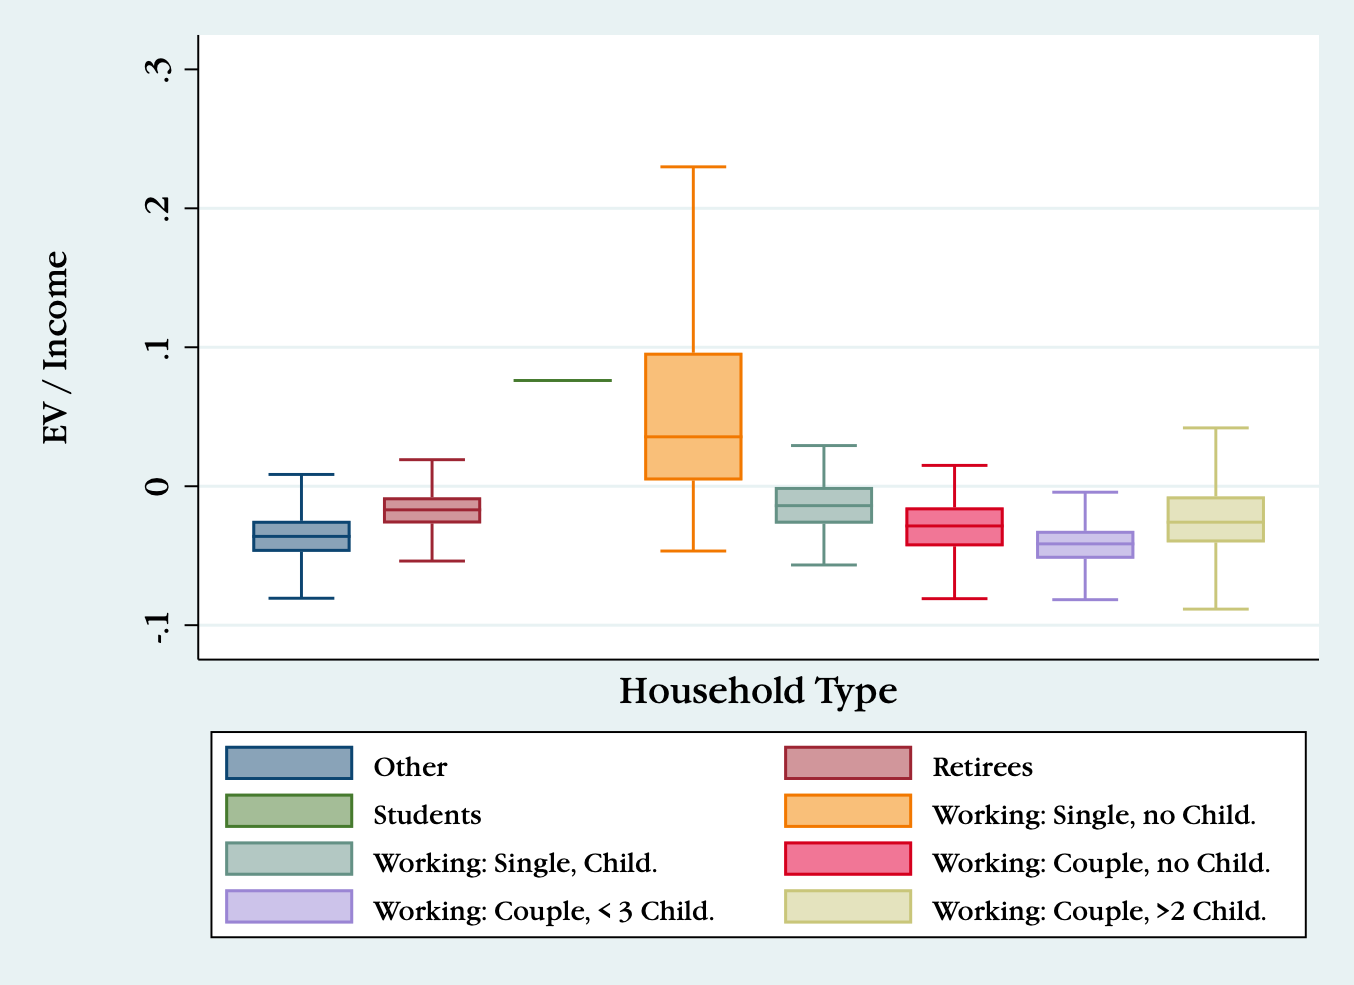 .3
.2
.1
0
-.1
EV / Income
Household Type
Other
Retirees
Students
Working: Single, no Child.
Working: Single, Child.
Working: Couple, no Child.
Working: Couple, < 3 Child.
Working: Couple, >2 Child.